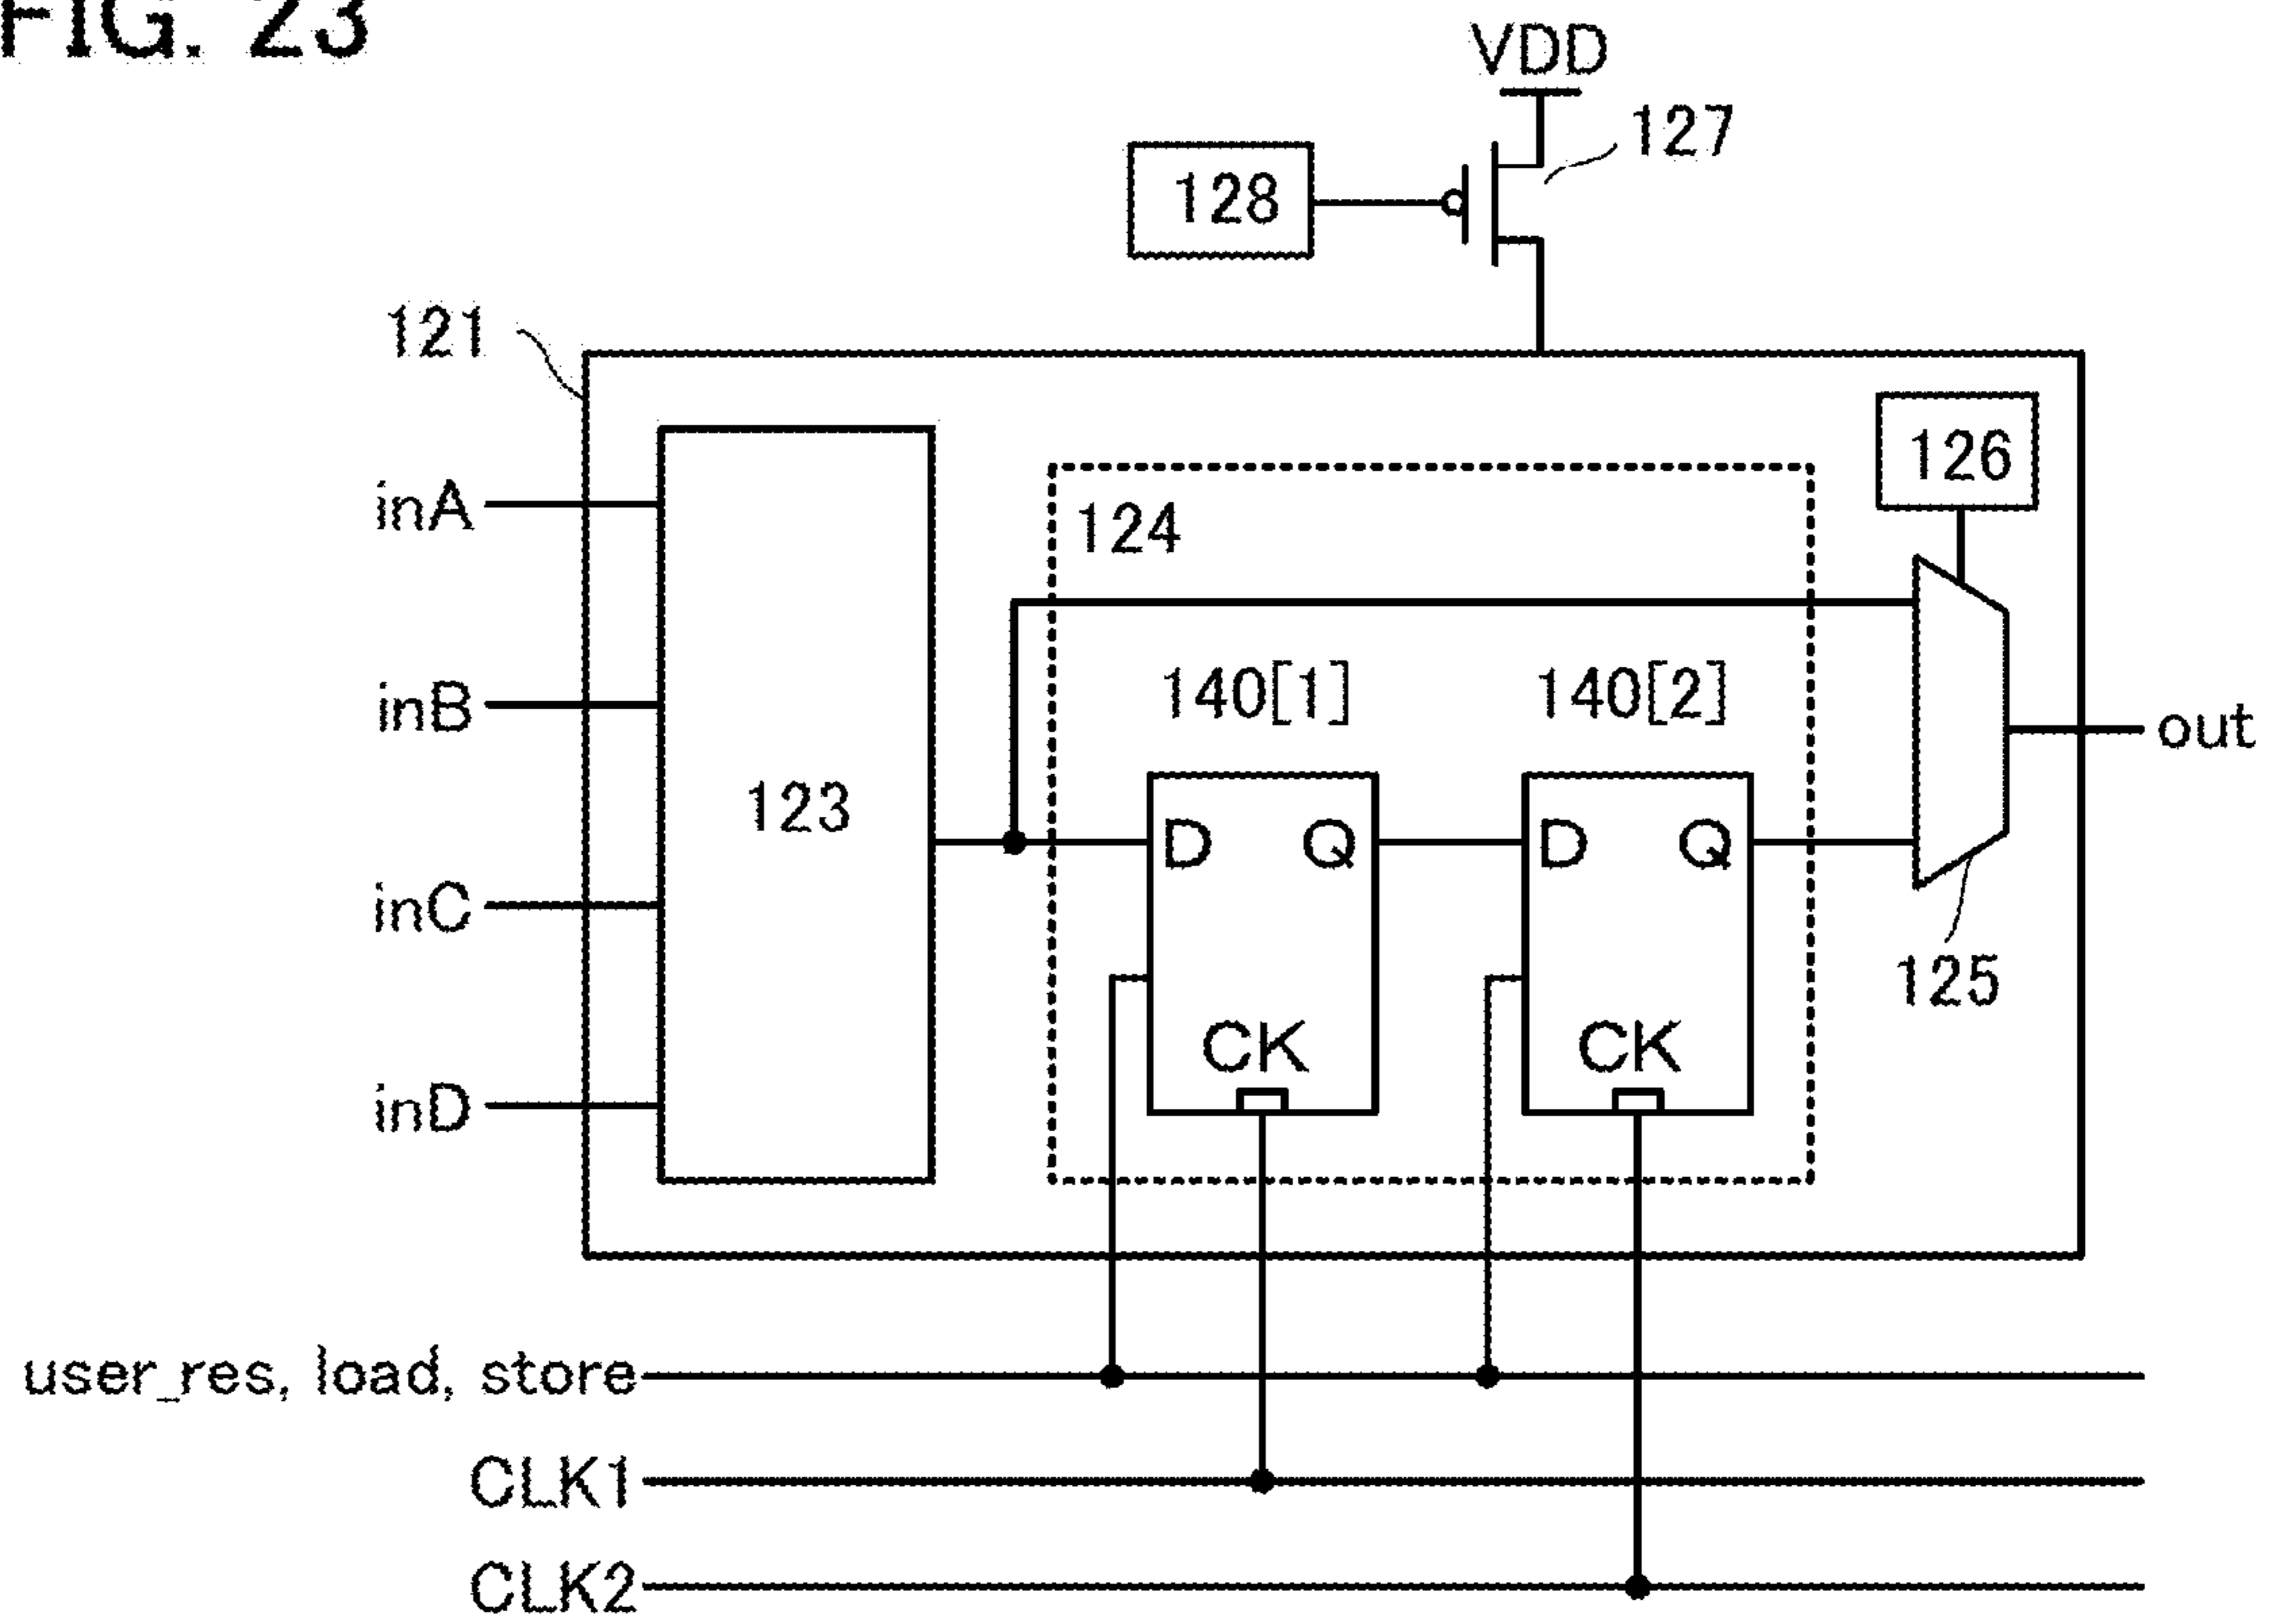 FIG. 23
VDD
127
128
121
126
inA
124
inB
140[1] 140[2]
out
123
D Q D Q
inC
125
CK CK
inD
user_res, load, store
CLK1
CLK2